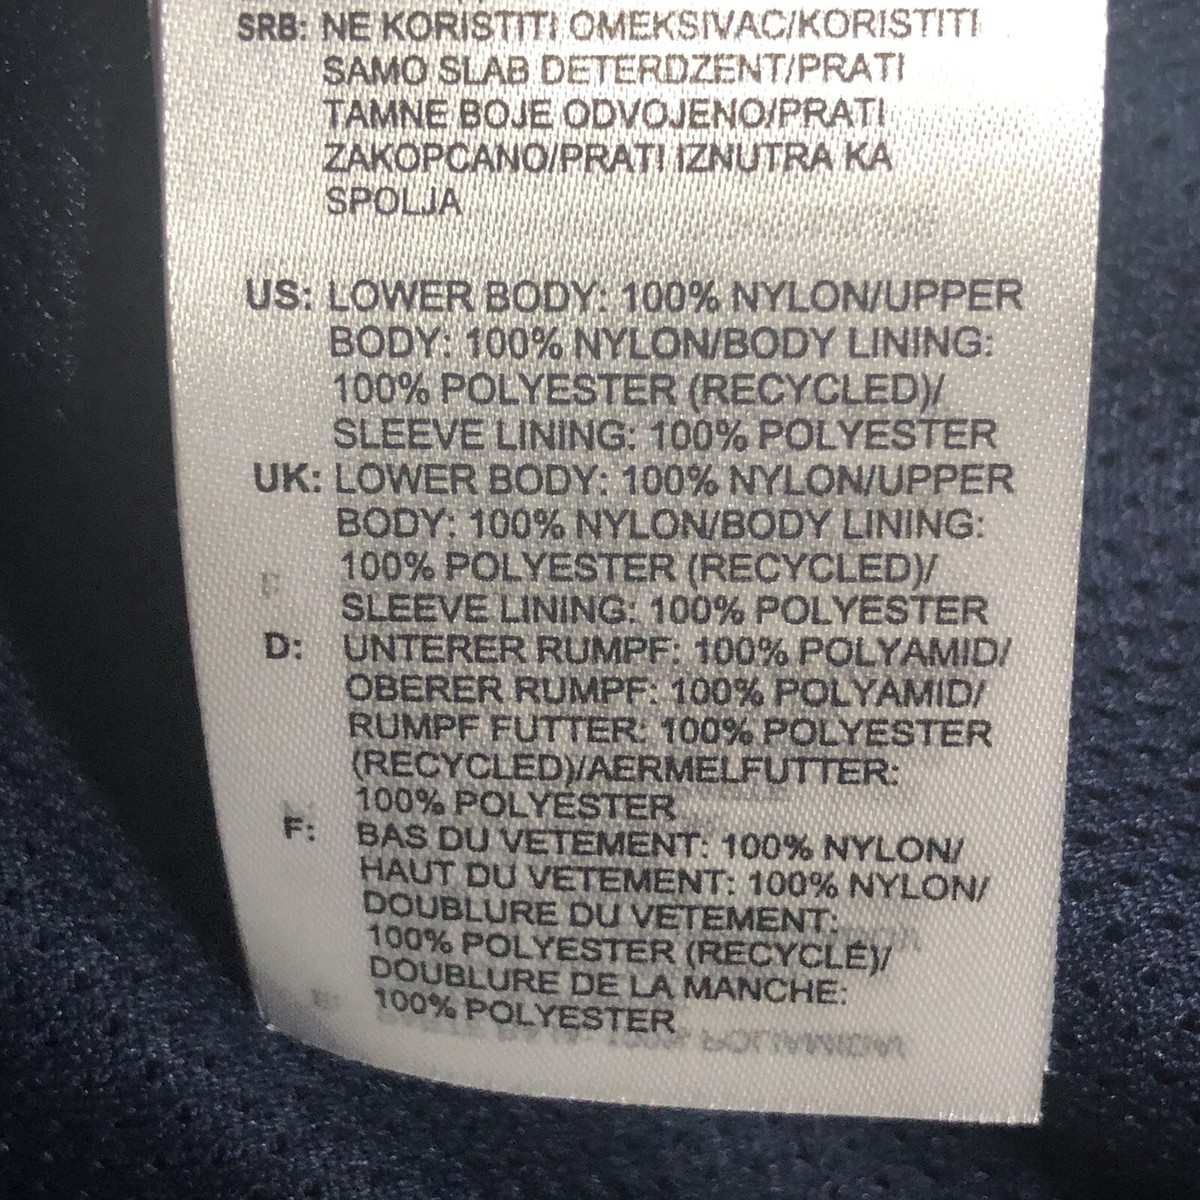 SRB: NE KORISTITI OMEKSIVAC/KORISTITI
SAMO SLAB DETERDZENT/PRATI
TAMNE BOJE ODVOJENO/PRATI
ZAKOPCANO/PRATI IZNUTRA KA
SPOLJA
US: LOWER BODY: 100% NYLON/UPPER
BODY: 100% NYLON/BODY LINING:
100% POLYESTER (RECYCLED)/
SLEEVE LINING: 100% POLYESTER
UK: LOWER BODY: 100% NYLON/UPPER
BODY: 100% NYLON/BODY LINING:
100% POLYESTER (RECYCLED)/
SLEEVE LINING: 100% POLYESTER
D: UNTERER RUMPF: 100% POLYAMID/
OBERER RUMPF: 100% POLYAMID/
RUMPF FUTTER: 100% POLYESTER
(RECYCLED)/AERMELFUTTER:
100% POLYESTER
F: BAS DU VETEMENT: 100% NYLON/
HAUT DU VETEMENT: 100% NYLON/
DOUBLURE DU VETEMENT:
100% POLYESTER (RECYCLÉ)/
DOUBLURE DE LA MANCHE:
100% POLYESTER